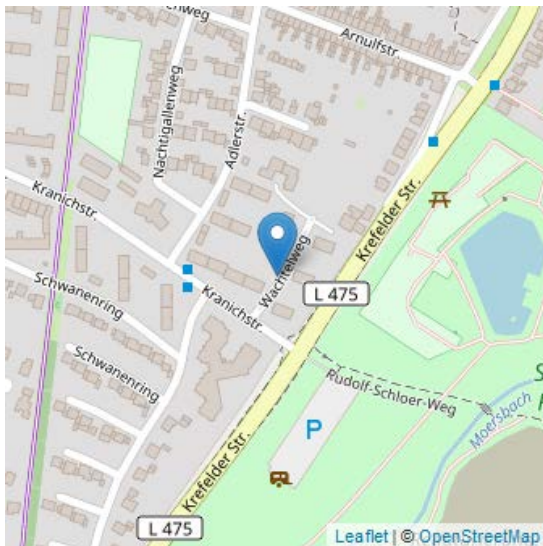 Nachtigallenweg
Arnulfstr.
Nachtigallenweg
Adlerstr.
Kranichstr.
Krefelder Str.
Wachtelweg
L 475
Schwanenring
Kranichstr.
Schwanenring
Rudolf-Schloer-Weg
S
Moersbach
P
Krefelder Str.
L 475
Leaflet | © OpenStreetMap